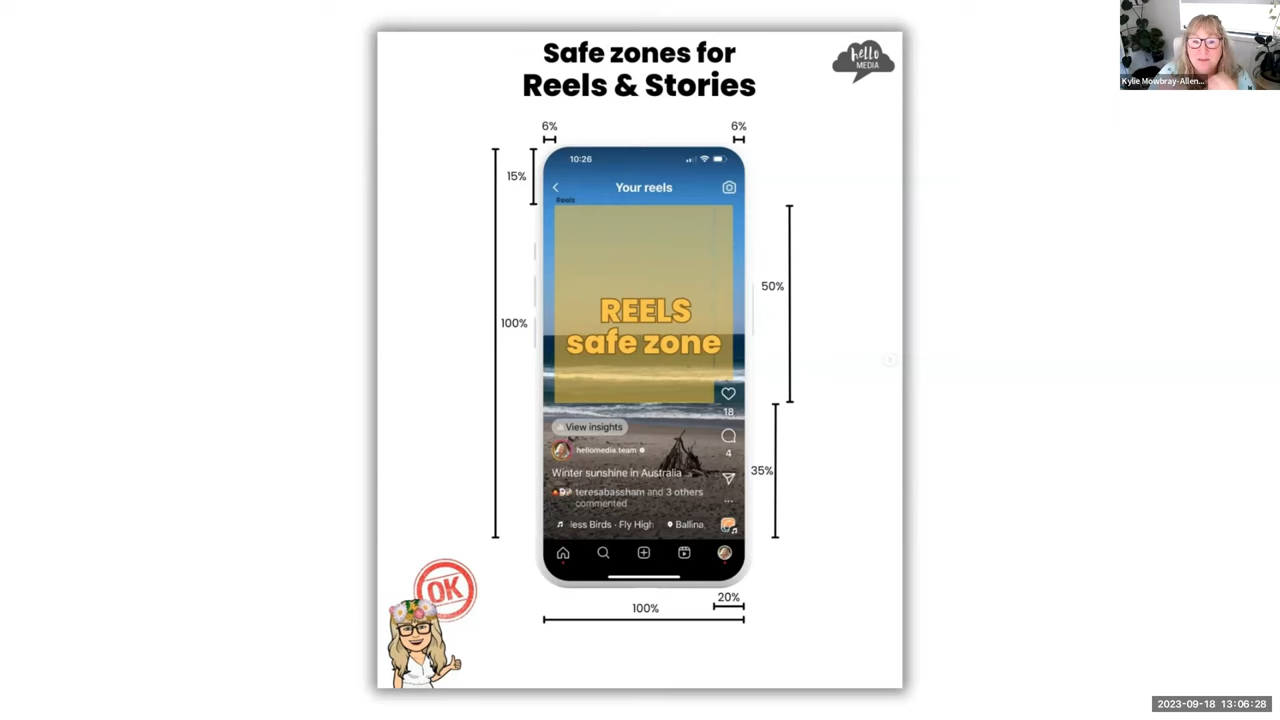 Safe zones for
Reels & Stories
hello
MEDIA
Kylie Mowbray-Allen...
6%
6%
15%
10:26
Your reels
Reels
50%
REELS
safe zone
100%
18
View insights
4
hellomedia.team
Winter sunshine in Australia ...
35%
teresabassham and 3 others
commented
less Birds · Fly High
Ballina
OK
20%
100%
2023-09-18 13:06:28